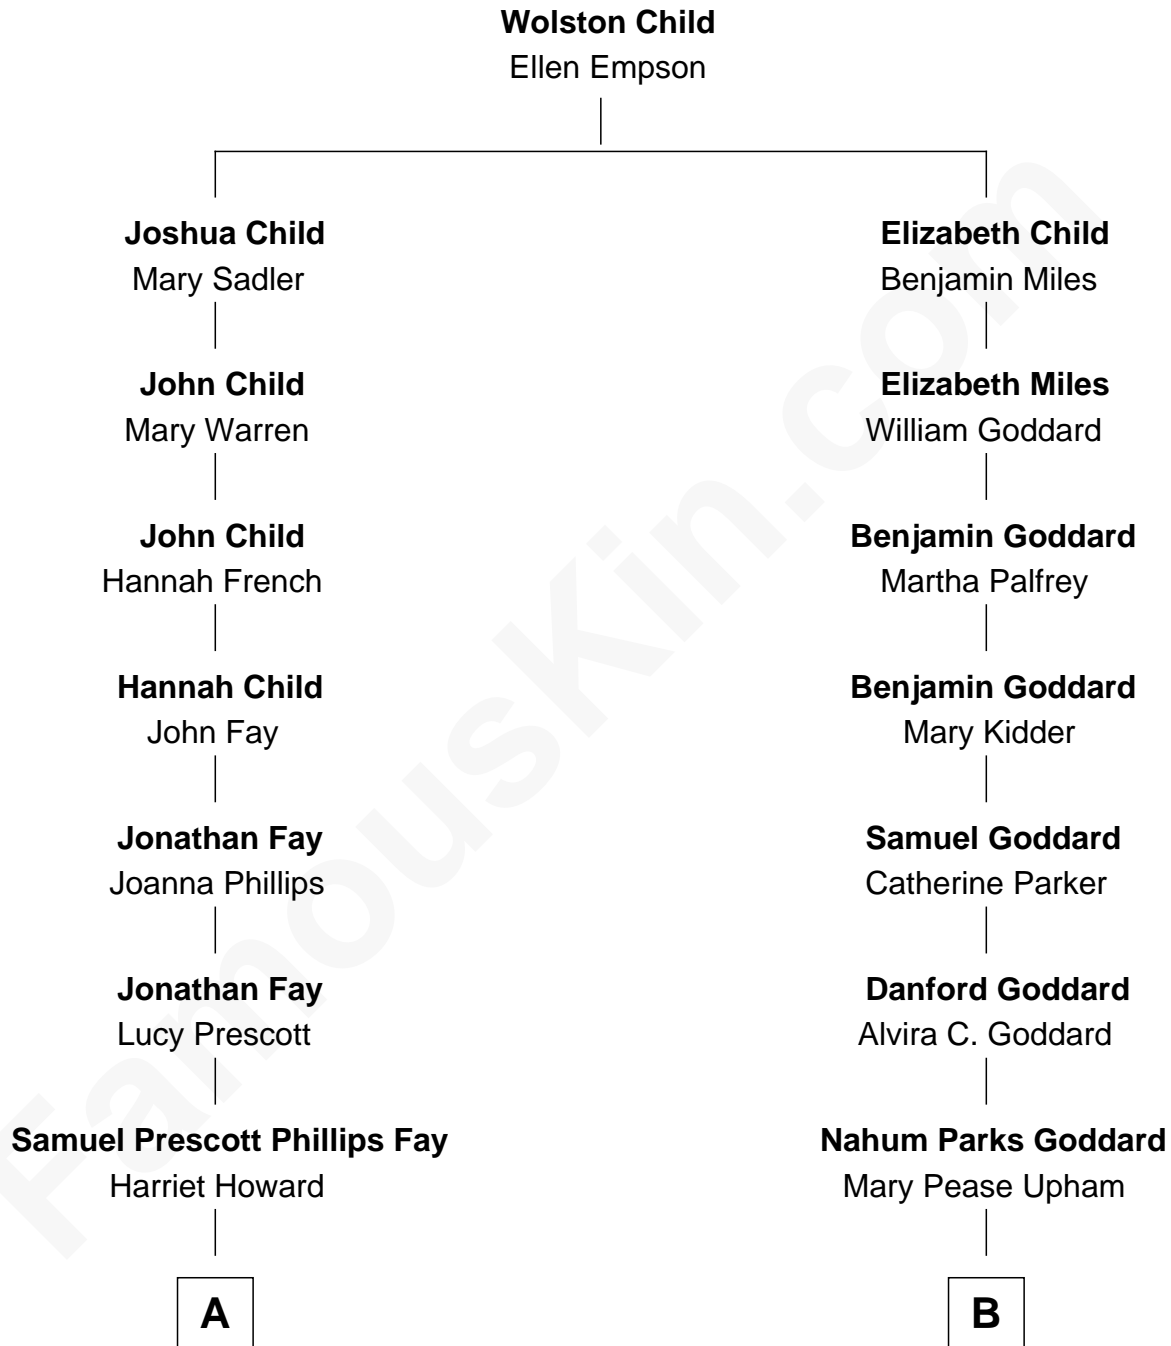 Wolston Child
Ellen Empson
Joshua Child
Mary Sadler
Elizabeth Child
Benjamin Miles
John Child
Mary Warren
Elizabeth Miles
William Goddard
John Child
Hannah French
Benjamin Goddard
Martha Palfrey
Hannah Child
John Fay
Benjamin Goddard
Mary Kidder
Jonathan Fay
Joanna Phillips
Samuel Goddard
Catherine Parker
Jonathan Fay
Lucy Prescott
Danford Goddard
Alvira C. Goddard
Samuel Prescott Phillips Fay
Harriet Howard
Nahum Parks Goddard
Mary Pease Upham
A
B
FamousKin.com